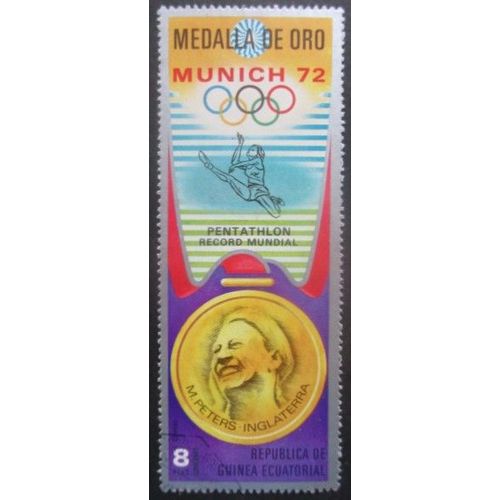 MEDALLA DE ORO
MUNICH 72
PENTATHLON
RECORD MUNDIAL
M. PETERS-INGLATERRA
8
REPUBLICA DE
GUINEA ECUATORIAL